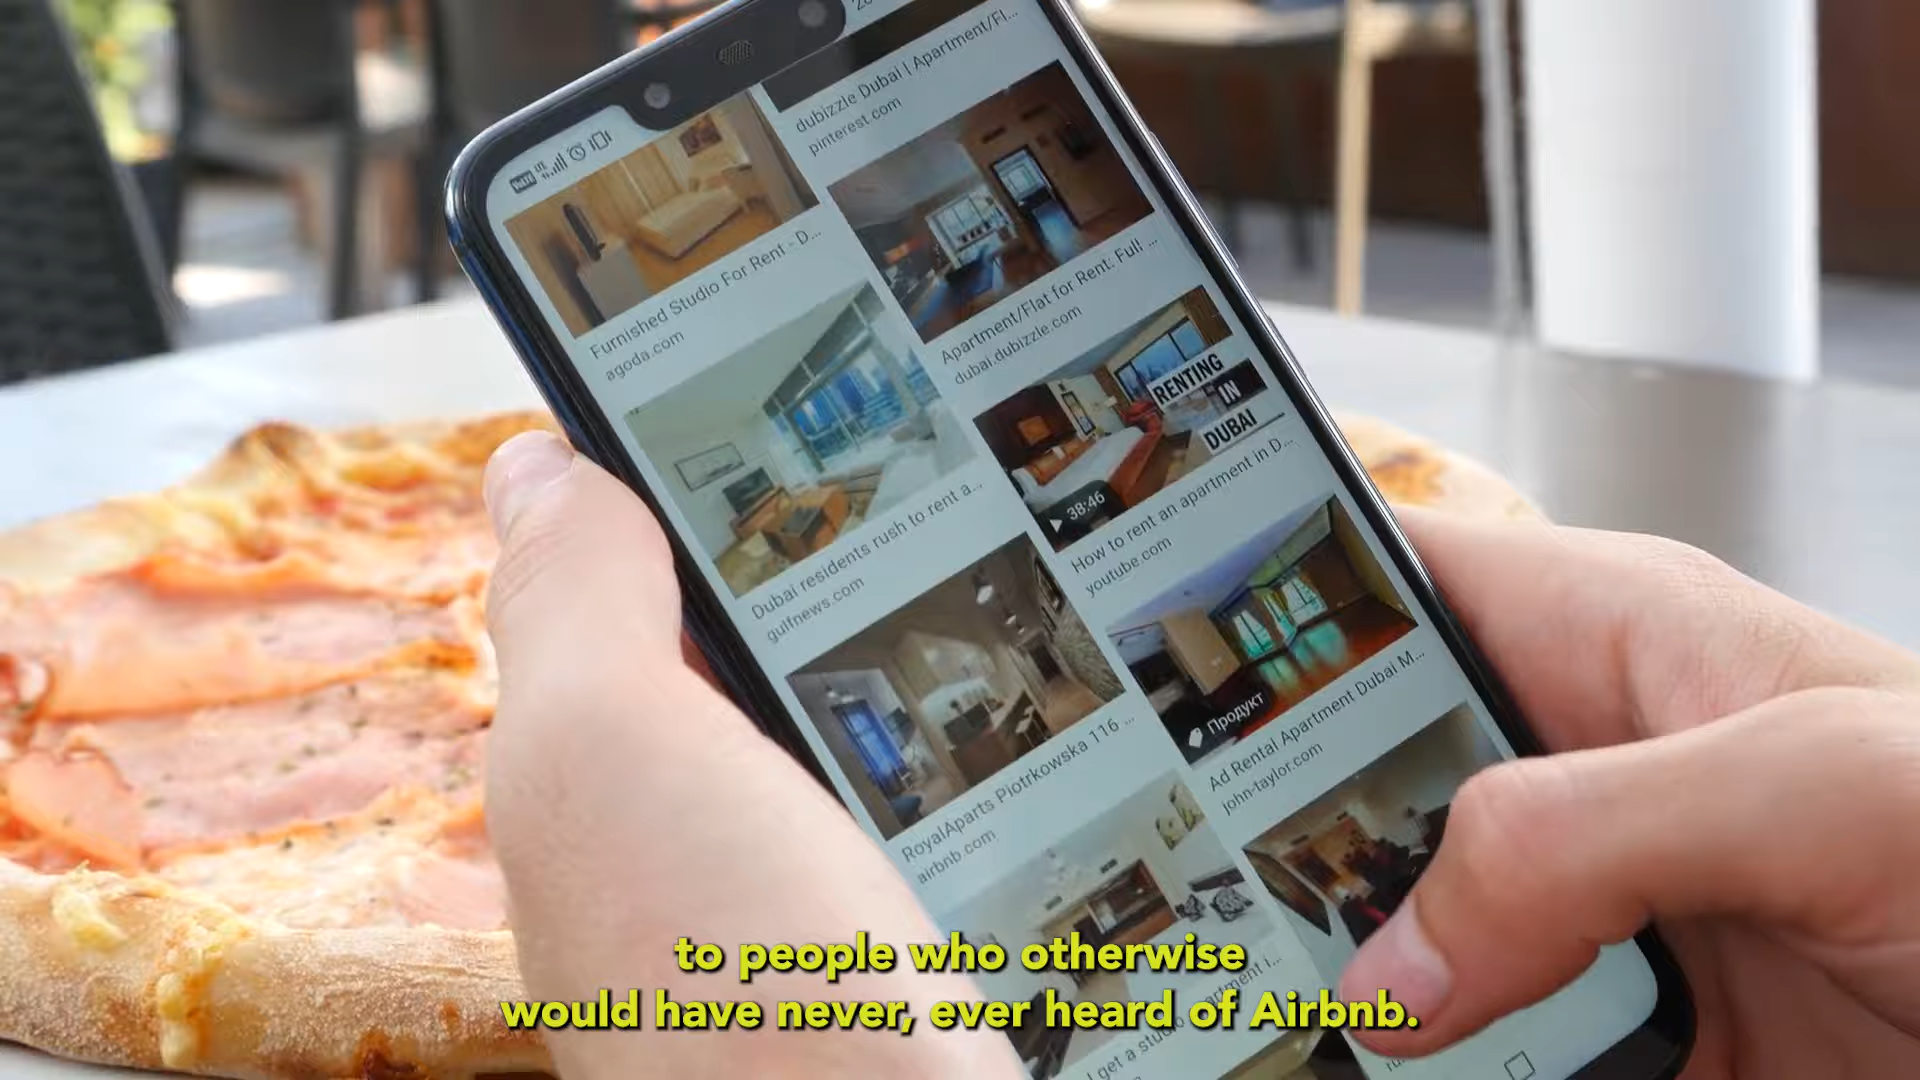 dubizzle Dubai | Apartment/Fl...
pinterest.com
Furnished Studio For Rent - D...
agoda.com
Apartment/Flat for Rent: Full ...
dubai.dubizzle.com
RENTING
IN
DUBAI
38:46
Dubai residents rush to rent a...
gulfnews.com
How to rent an apartment in D...
youtube.com
Продукт
RoyalAparts Piotrkowska 116 ...
airbnb.com
Ad Rental Apartment Dubai M...
john-taylor.com
to people who otherwise
would have never, ever heard of Airbnb.